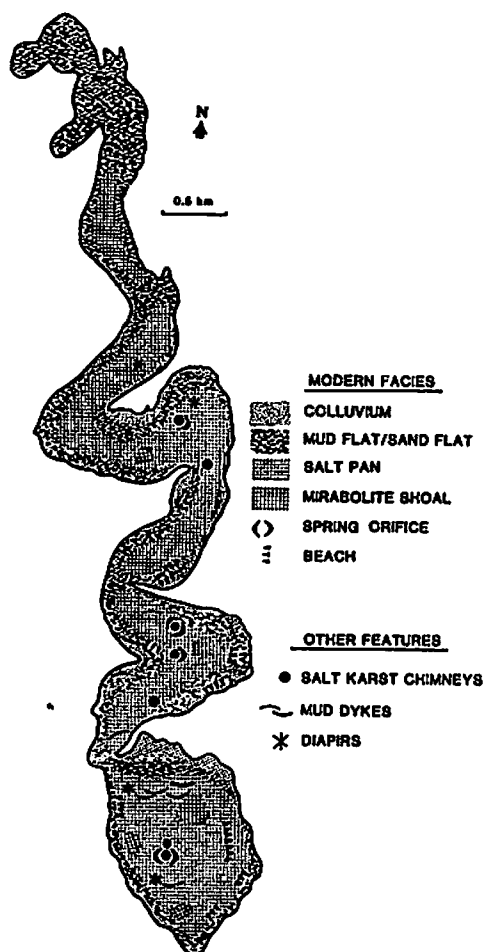 N
0.5 km
MODERN FACIES
COLLUVIUM
MUD FLAT/SAND FLAT
SALT PAN
MIRABOLITE SHOAL
SPRING ORIFICE
BEACH
OTHER FEATURES
SALT KARST CHIMNEYS
MUD DYKES
DIAPIRS